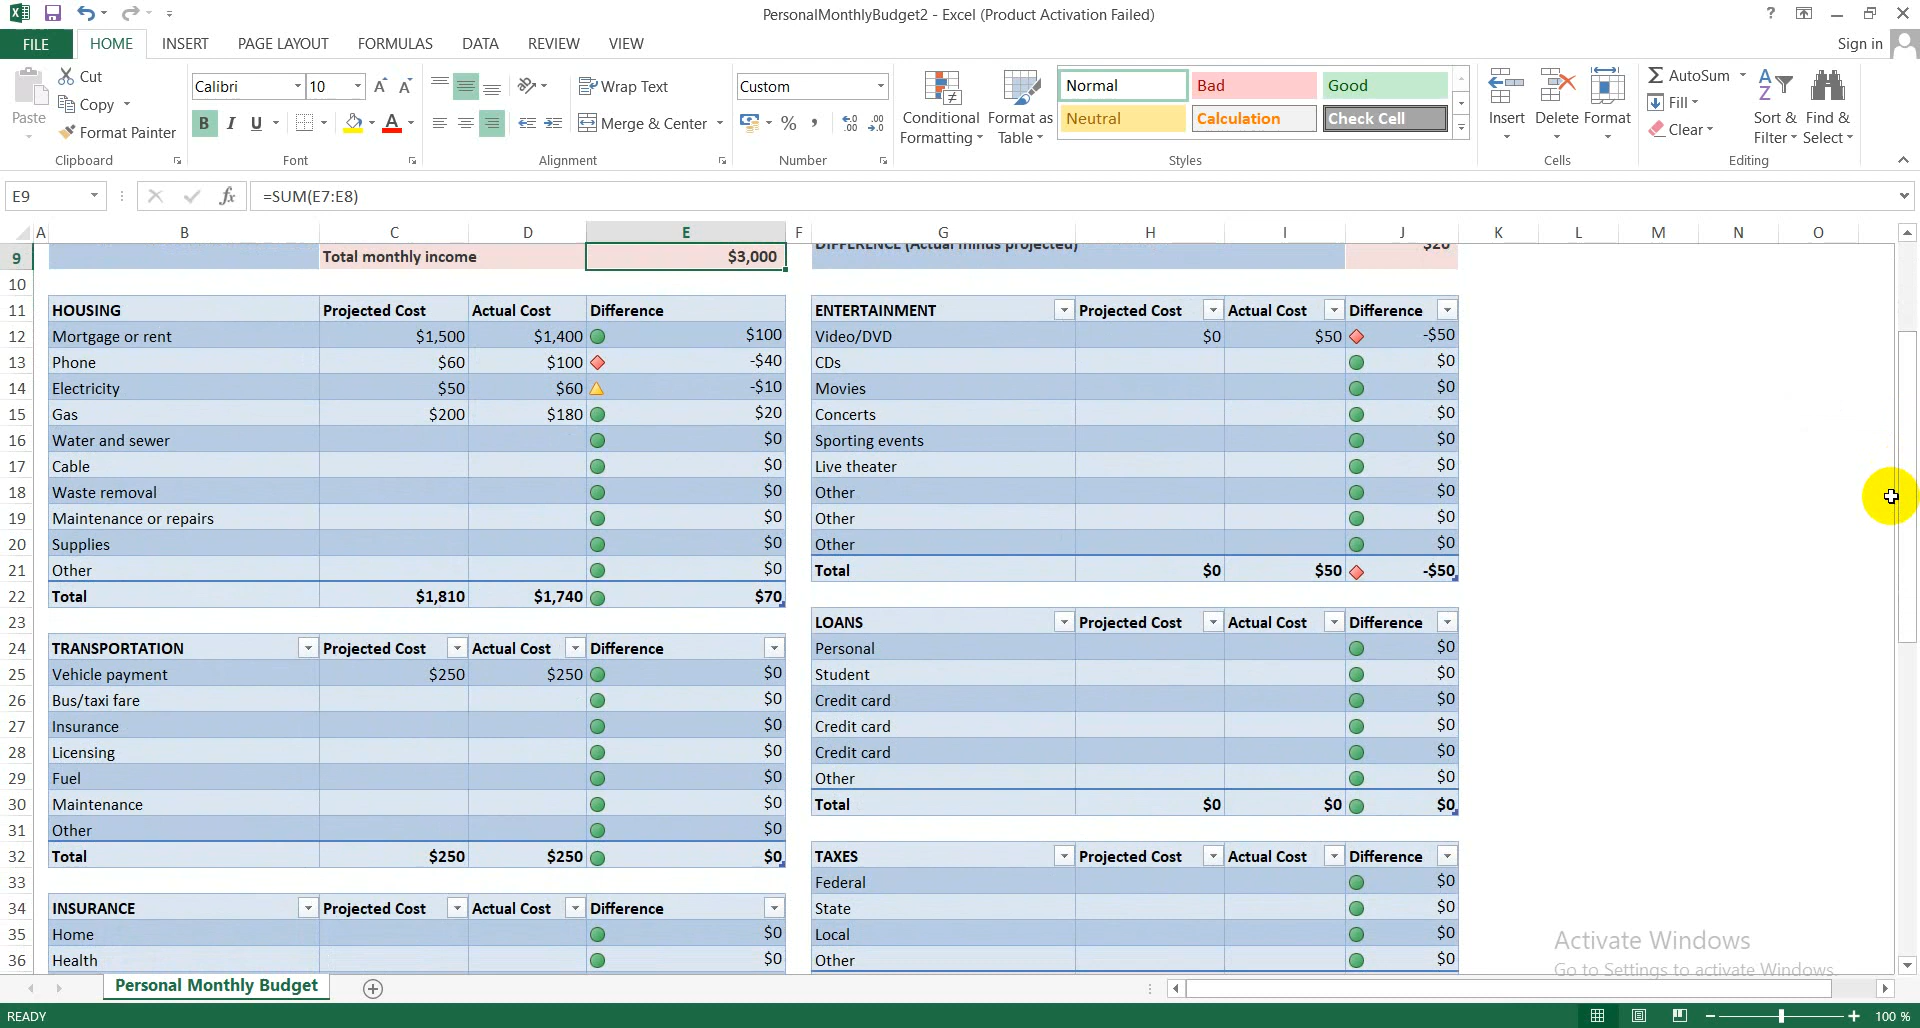 PersonalMonthlyBudget2 - Excel (Product Activation Failed)
?
FILE HOME INSERT PAGE LAYOUT FORMULAS DATA REVIEW VIEW Sign in
Paste
Cut
Copy
Format Painter
Clipboard
Calibri 10
B I U A
Font
Wrap Text
Merge & Center
Alignment
Custom
% ,
Number
Conditional Formatting
Format as Table
Normal Bad Good
Neutral Calculation Check Cell
Styles
Insert Delete Format
Cells
AutoSum
Fill
Clear
Sort & Filter
Find & Select
Editing
E9 fx =SUM(E7:E8)
A B C D E F G H I J K L M N O
9 Total monthly income $3,000 DIFFERENCE (Actual minus projected) $20
10
11 HOUSING Projected Cost Actual Cost Difference ENTERTAINMENT Projected Cost Actual Cost Difference
12 Mortgage or rent $1,500 $1,400 $100 Video/DVD $0 $50 -$50
13 Phone $60 $100 -$40 CDs $0
14 Electricity $50 $60 -$10 Movies $0
15 Gas $200 $180 $20 Concerts $0
16 Water and sewer $0 Sporting events $0
17 Cable $0 Live theater $0
18 Waste removal $0 Other $0
19 Maintenance or repairs $0 Other $0
20 Supplies $0 Other $0
21 Other $0 Total $0 $50 -$50
22 Total $1,810 $1,740 $70
23 LOANS Projected Cost Actual Cost Difference
24 TRANSPORTATION Projected Cost Actual Cost Difference Personal $0
25 Vehicle payment $250 $250 $0 Student $0
26 Bus/taxi fare $0 Credit card $0
27 Insurance $0 Credit card $0
28 Licensing $0 Credit card $0
29 Fuel $0 Other $0
30 Maintenance $0 Total $0 $0 $0
31 Other $0
32 Total $250 $250 $0 TAXES Projected Cost Actual Cost Difference
33 Federal $0
34 INSURANCE Projected Cost Actual Cost Difference State $0
35 Home $0 Local $0
36 Health $0 Other $0
Activate Windows
Go to Settings to activate Windows.
Personal Monthly Budget
READY 100 %